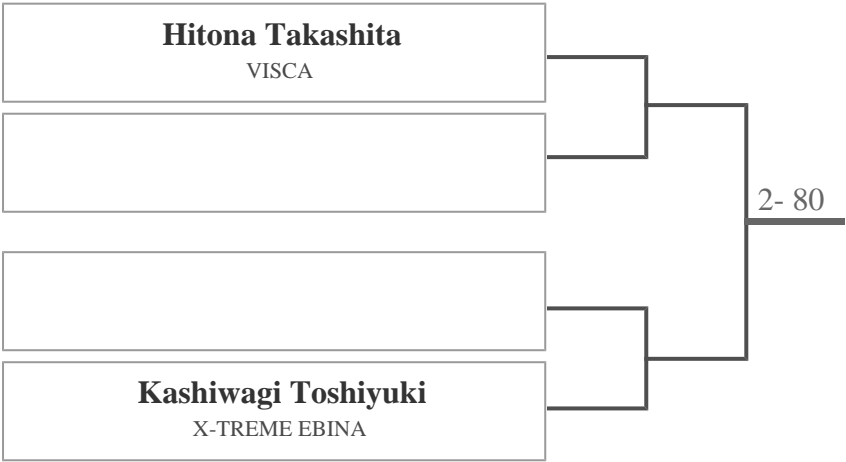 Hitona Takashita
VISCA
2- 80
Kashiwagi Toshiyuki
X-TREME EBINA